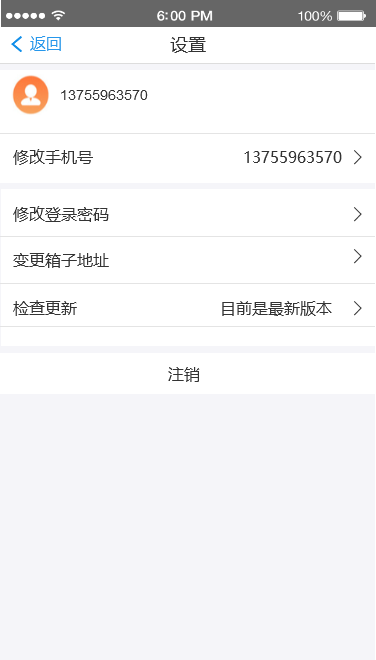 6:00 PM 100%
返回 设置
13755963570
修改手机号 13755963570
修改登录密码
变更箱子地址
检查更新 目前是最新版本
注销